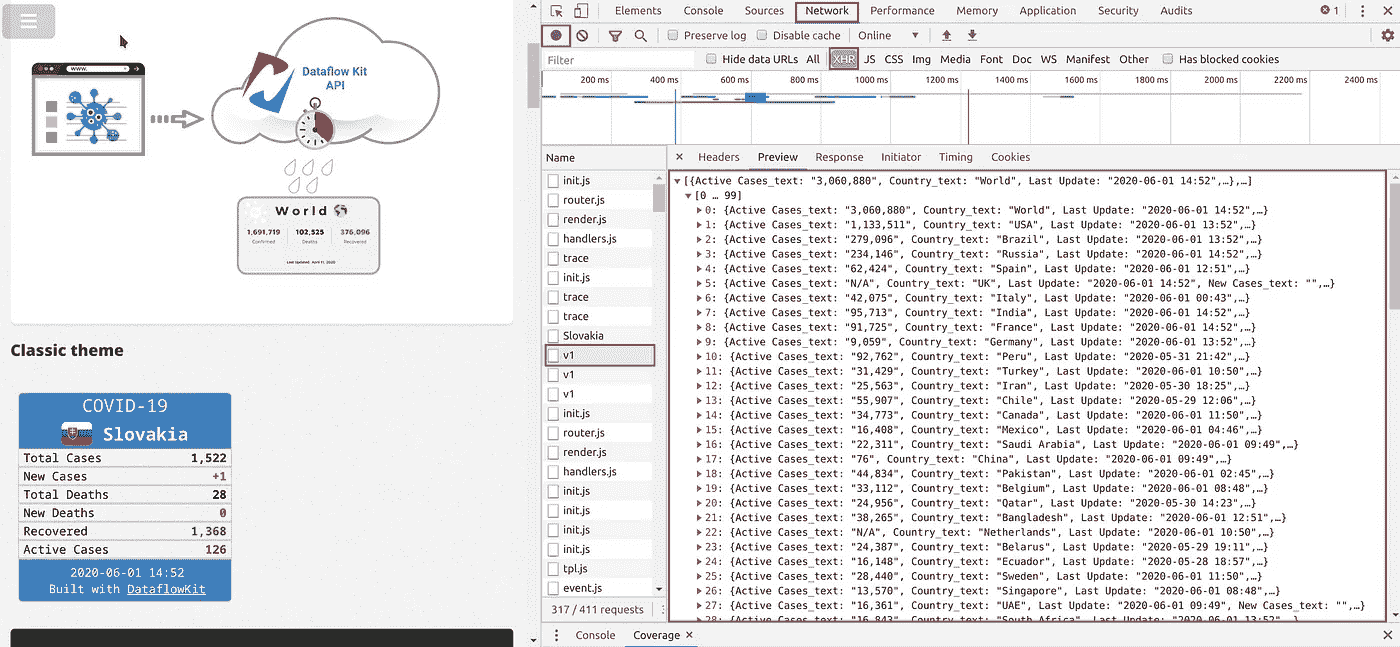 WWW.
Dataflow Kit
API
World
1,691,719 102,525 376,096
Confirmed Deaths Recovered
Last Updated: April 11, 2020
Classic theme
COVID-19
Slovakia
Total Cases 1,522
New Cases +1
Total Deaths 28
New Deaths 0
Recovered 1,368
Active Cases 126
2020-06-01 14:52
Built with DataflowKit
Elements Console Sources Network Performance Memory Application Security Audits 1
Preserve log Disable cache Online
Filter Hide data URLs All XHR JS CSS Img Media Font Doc WS Manifest Other Has blocked cookies
200 ms 400 ms 600 ms 800 ms 1000 ms 1200 ms 1400 ms 1600 ms 1800 ms 2000 ms 2200 ms 2400 ms
Name
init.js
router.js
render.js
handlers.js
trace
init.js
trace
trace
Slovakia
v1
v1
v1
init.js
router.js
render.js
handlers.js
init.js
init.js
init.js
init.js
tpl.js
event.js
317 / 411 requests
× Headers Preview Response Initiator Timing Cookies
[{Active Cases_text: "3,060,880", Country_text: "World", Last Update: "2020-06-01 14:52",…},…]
[0 … 99]
0: {Active Cases_text: "3,060,880", Country_text: "World", Last Update: "2020-06-01 14:52",…}
1: {Active Cases_text: "1,133,511", Country_text: "USA", Last Update: "2020-06-01 13:52",…}
2: {Active Cases_text: "279,096", Country_text: "Brazil", Last Update: "2020-06-01 13:52",…}
3: {Active Cases_text: "234,146", Country_text: "Russia", Last Update: "2020-06-01 14:52",…}
4: {Active Cases_text: "62,424", Country_text: "Spain", Last Update: "2020-06-01 12:51",…}
5: {Active Cases_text: "N/A", Country_text: "UK", Last Update: "2020-06-01 14:52", New Cases_text: "",…}
6: {Active Cases_text: "42,075", Country_text: "Italy", Last Update: "2020-06-01 00:43",…}
7: {Active Cases_text: "95,713", Country_text: "India", Last Update: "2020-06-01 14:52",…}
8: {Active Cases_text: "91,725", Country_text: "France", Last Update: "2020-06-01 14:52",…}
9: {Active Cases_text: "9,059", Country_text: "Germany", Last Update: "2020-06-01 13:52",…}
10: {Active Cases_text: "92,762", Country_text: "Peru", Last Update: "2020-05-31 21:42",…}
11: {Active Cases_text: "31,429", Country_text: "Turkey", Last Update: "2020-06-01 10:50",…}
12: {Active Cases_text: "25,563", Country_text: "Iran", Last Update: "2020-05-30 18:25",…}
13: {Active Cases_text: "55,907", Country_text: "Chile", Last Update: "2020-05-29 12:06",…}
14: {Active Cases_text: "34,773", Country_text: "Canada", Last Update: "2020-06-01 11:50",…}
15: {Active Cases_text: "16,408", Country_text: "Mexico", Last Update: "2020-06-01 04:46",…}
16: {Active Cases_text: "22,311", Country_text: "Saudi Arabia", Last Update: "2020-06-01 09:49",…}
17: {Active Cases_text: "76", Country_text: "China", Last Update: "2020-06-01 09:49",…}
18: {Active Cases_text: "44,834", Country_text: "Pakistan", Last Update: "2020-06-01 02:45",…}
19: {Active Cases_text: "33,112", Country_text: "Belgium", Last Update: "2020-06-01 08:48",…}
20: {Active Cases_text: "24,956", Country_text: "Qatar", Last Update: "2020-05-30 14:23",…}
21: {Active Cases_text: "38,265", Country_text: "Bangladesh", Last Update: "2020-06-01 12:51",…}
22: {Active Cases_text: "N/A", Country_text: "Netherlands", Last Update: "2020-06-01 10:50",…}
23: {Active Cases_text: "24,387", Country_text: "Belarus", Last Update: "2020-05-29 19:11",…}
24: {Active Cases_text: "16,148", Country_text: "Ecuador", Last Update: "2020-05-28 18:57",…}
25: {Active Cases_text: "28,440", Country_text: "Sweden", Last Update: "2020-06-01 11:50",…}
26: {Active Cases_text: "13,570", Country_text: "Singapore", Last Update: "2020-06-01 08:48",…}
27: {Active Cases_text: "16,361", Country_text: "UAE", Last Update: "2020-06-01 09:49", New Cases_text: "",…}
28: {Active Cases_text: "16,843", Country_text: "South Africa", Last Update: "2020-06-01 13:52",…}
Console Coverage ×